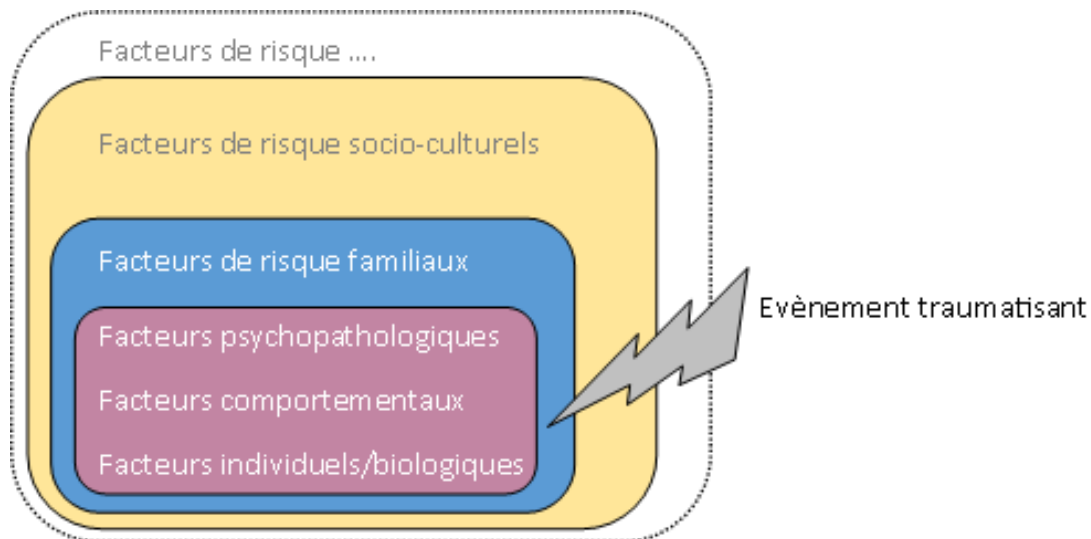 Facteurs de risque ....
Facteurs de risque socio-culturels
Facteurs de risque familiaux
Facteurs psychopathologiques
Facteurs comportementaux
Facteurs individuels/biologiques
Evènement traumatisant